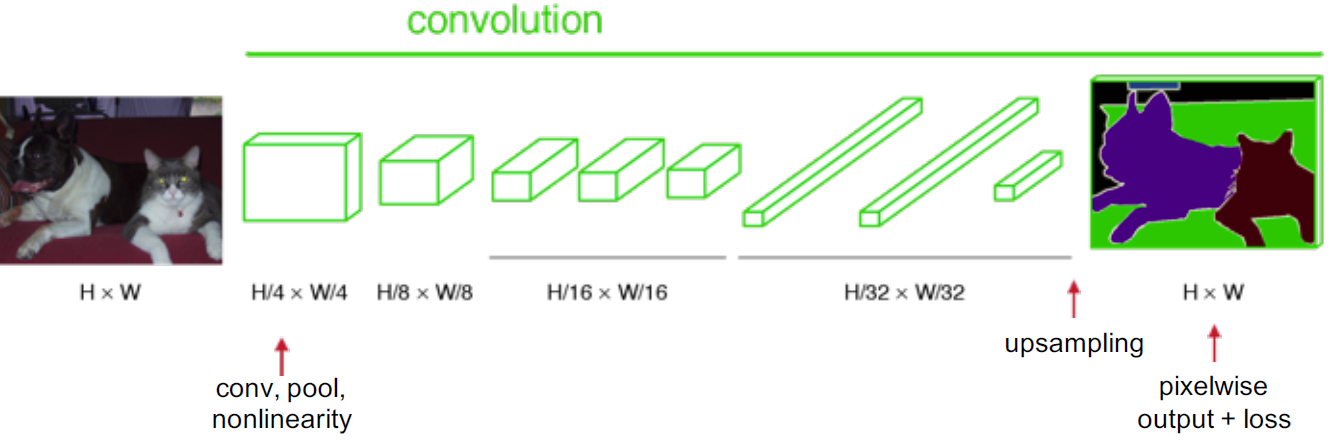 convolution
H × W
H/4 × W/4
H/8 × W/8
H/16 × W/16
H/32 × W/32
H × W
conv, pool,
nonlinearity
upsampling
pixelwise
output + loss